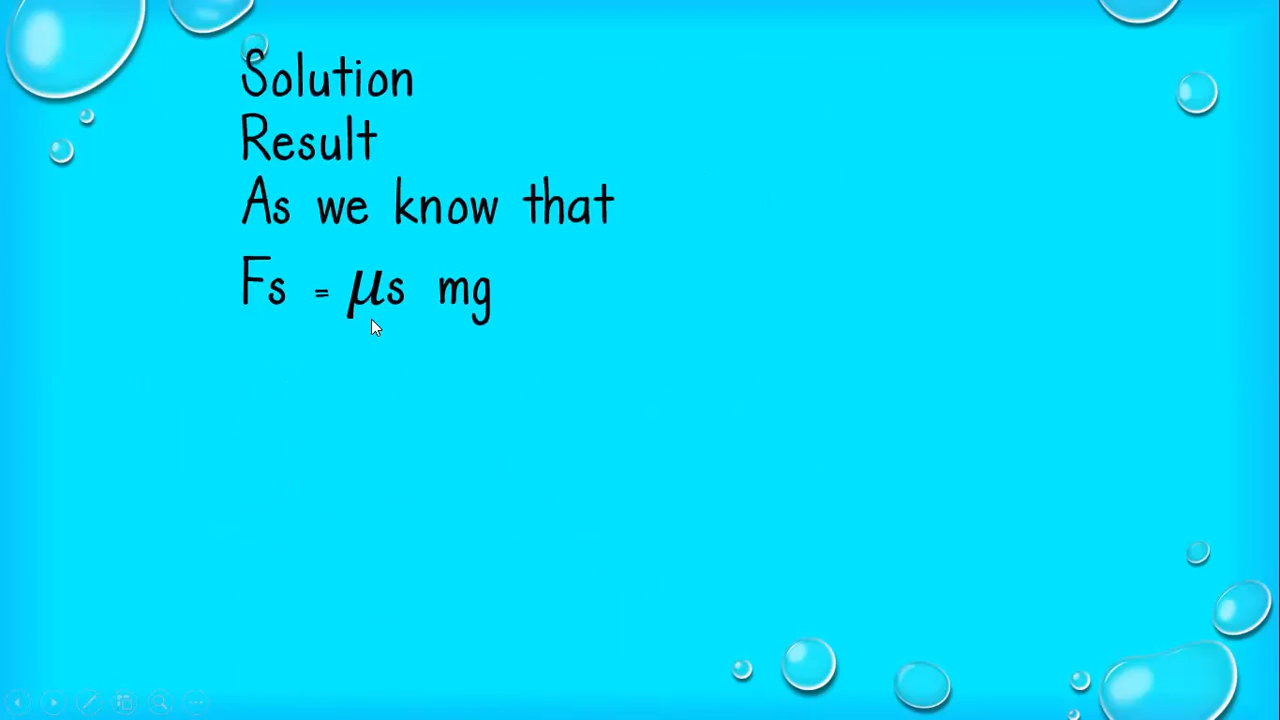 Solution
Result
As we know that
Fs = μs mg